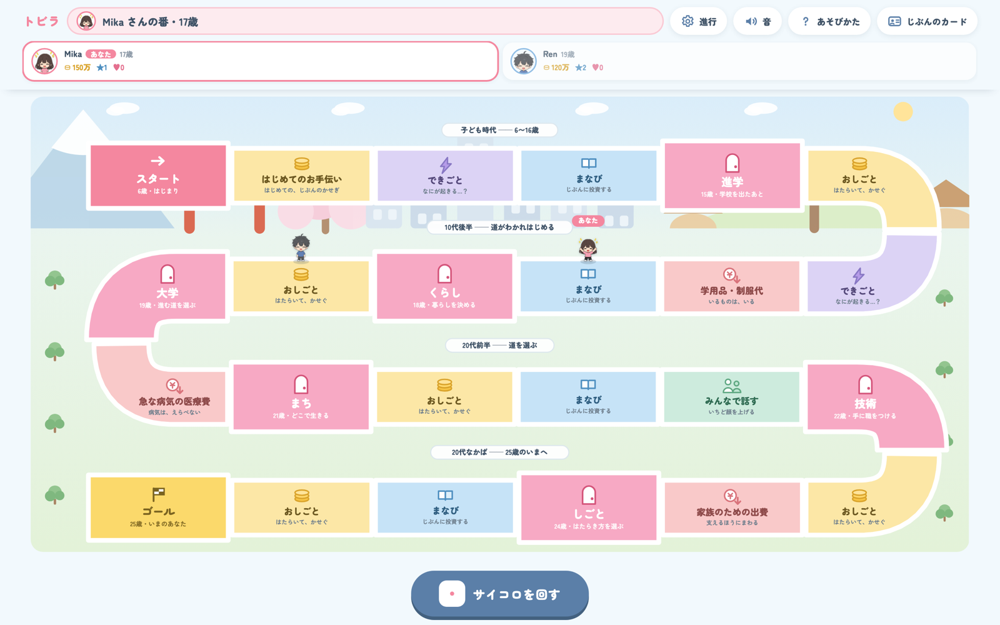 トビラ
Mika さんの番・17歳
進行
音
? あそびかた
じぶんのカード
Mika あなた 17歳
150万 ★1 ♥0
Ren 19歳
120万 ★2 ♥0
子ども時代 —— 6〜16歳
スタート
6歳・はじまり
はじめてのお手伝い
はじめての、じぶんのかせぎ
できごと
なにが起きる…？
まなび
じぶんに投資する
進学
15歳・学校を出たあと
おしごと
はたらいて、かせぐ
10代後半 —— 道がわかれはじめる
あなた
大学
19歳・進む道を選ぶ
おしごと
はたらいて、かせぐ
くらし
18歳・暮らしを決める
まなび
じぶんに投資する
学用品・制服代
いるものは、いる
できごと
なにが起きる…？
20代前半 —— 道を選ぶ
急な病気の医療費
病気は、えらべない
まち
21歳・どこで生きる
おしごと
はたらいて、かせぐ
まなび
じぶんに投資する
みんなで話す
いちど顔を上げる
技術
22歳・手に職をつける
20代なかば —— 25歳のいまへ
ゴール
25歳・いまのあなた
おしごと
はたらいて、かせぐ
まなび
じぶんに投資する
しごと
24歳・はたらき方を選ぶ
家族のための出費
支えるほうにまわる
おしごと
はたらいて、かせぐ
サイコロを回す